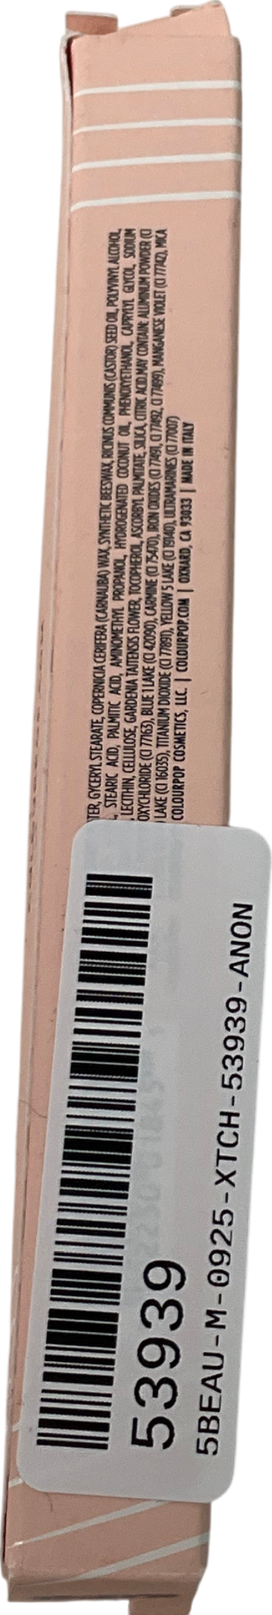 TER, GLYCERYL STEARATE, COPERNICIA CERIFERA (CARNAUBA) WAX, SYNTHETIC BEESWAX, RICINUS COMMUNIS (CASTOR) SEED OIL, POLYVINYL ALCOHOL,
STEARIC ACID, PALMITIC ACID, AMINOMETHYL PROPANOL, HYDROGENATED COCONUT OIL, PHENOXYETHANOL, CAPRYLYL GLYCOL, SODIUM
LECITHIN, CELLULOSE, GARDENIA TAITENSIS FLOWER, TOCOPHEROL, ASCORBYL PALMITATE, SILICA, CITRIC ACID. MAY CONTAIN: ALUMINUM POWDER (CI
OXYCHLORIDE (CI 77163), BLUE 1 LAKE (CI 42090), CARMINE (CI 75470), IRON OXIDES (CI 77491, CI 77492, CI 77499), MANGANESE VIOLET (CI 77742), MICA
LAKE (CI 16035), TITANIUM DIOXIDE (CI 77891), YELLOW 5 LAKE (CI 19140), ULTRAMARINES (CI 77007)
COLOURPOP COSMETICS, LLC. | COLOURPOP.COM | OXNARD, CA 93033 | MADE IN ITALY
53939
5BEAU-M-0925-XTCH-53939-ANON